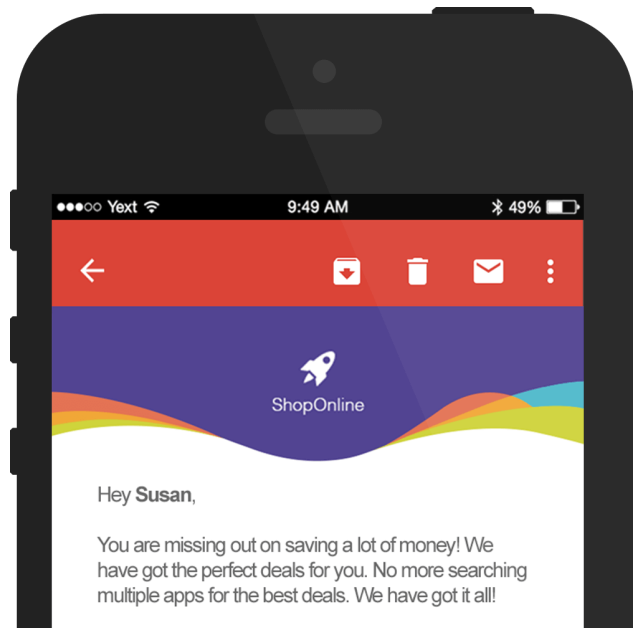 Yext 9:49 AM 49%
ShopOnline
Hey Susan,
You are missing out on saving a lot of money! We
have got the perfect deals for you. No more searching
multiple apps for the best deals. We have got it all!